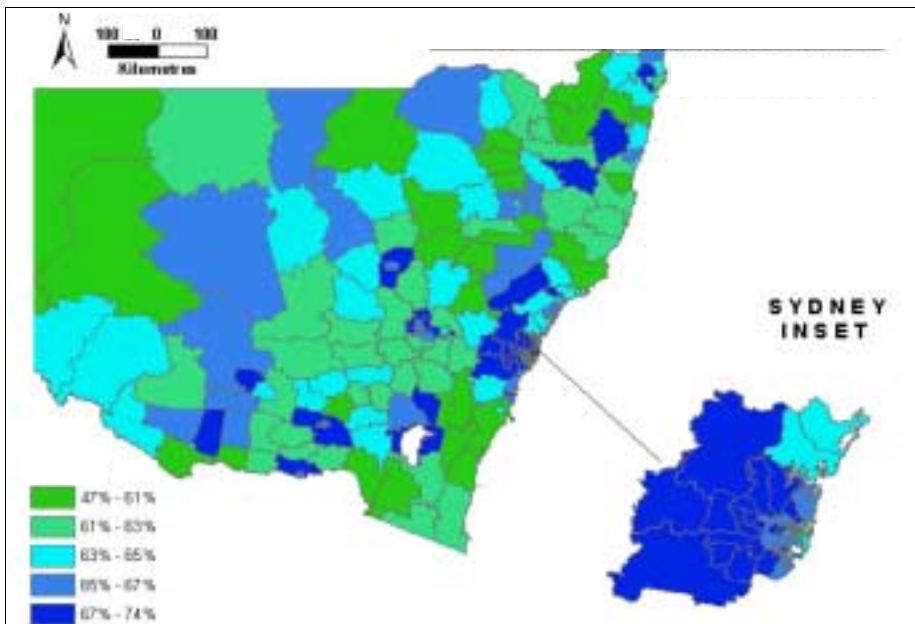 N
100 0 100
Kilometres
SYDNEY
INSET
47% - 61%
61% - 63%
63% - 65%
65% - 67%
67% - 74%